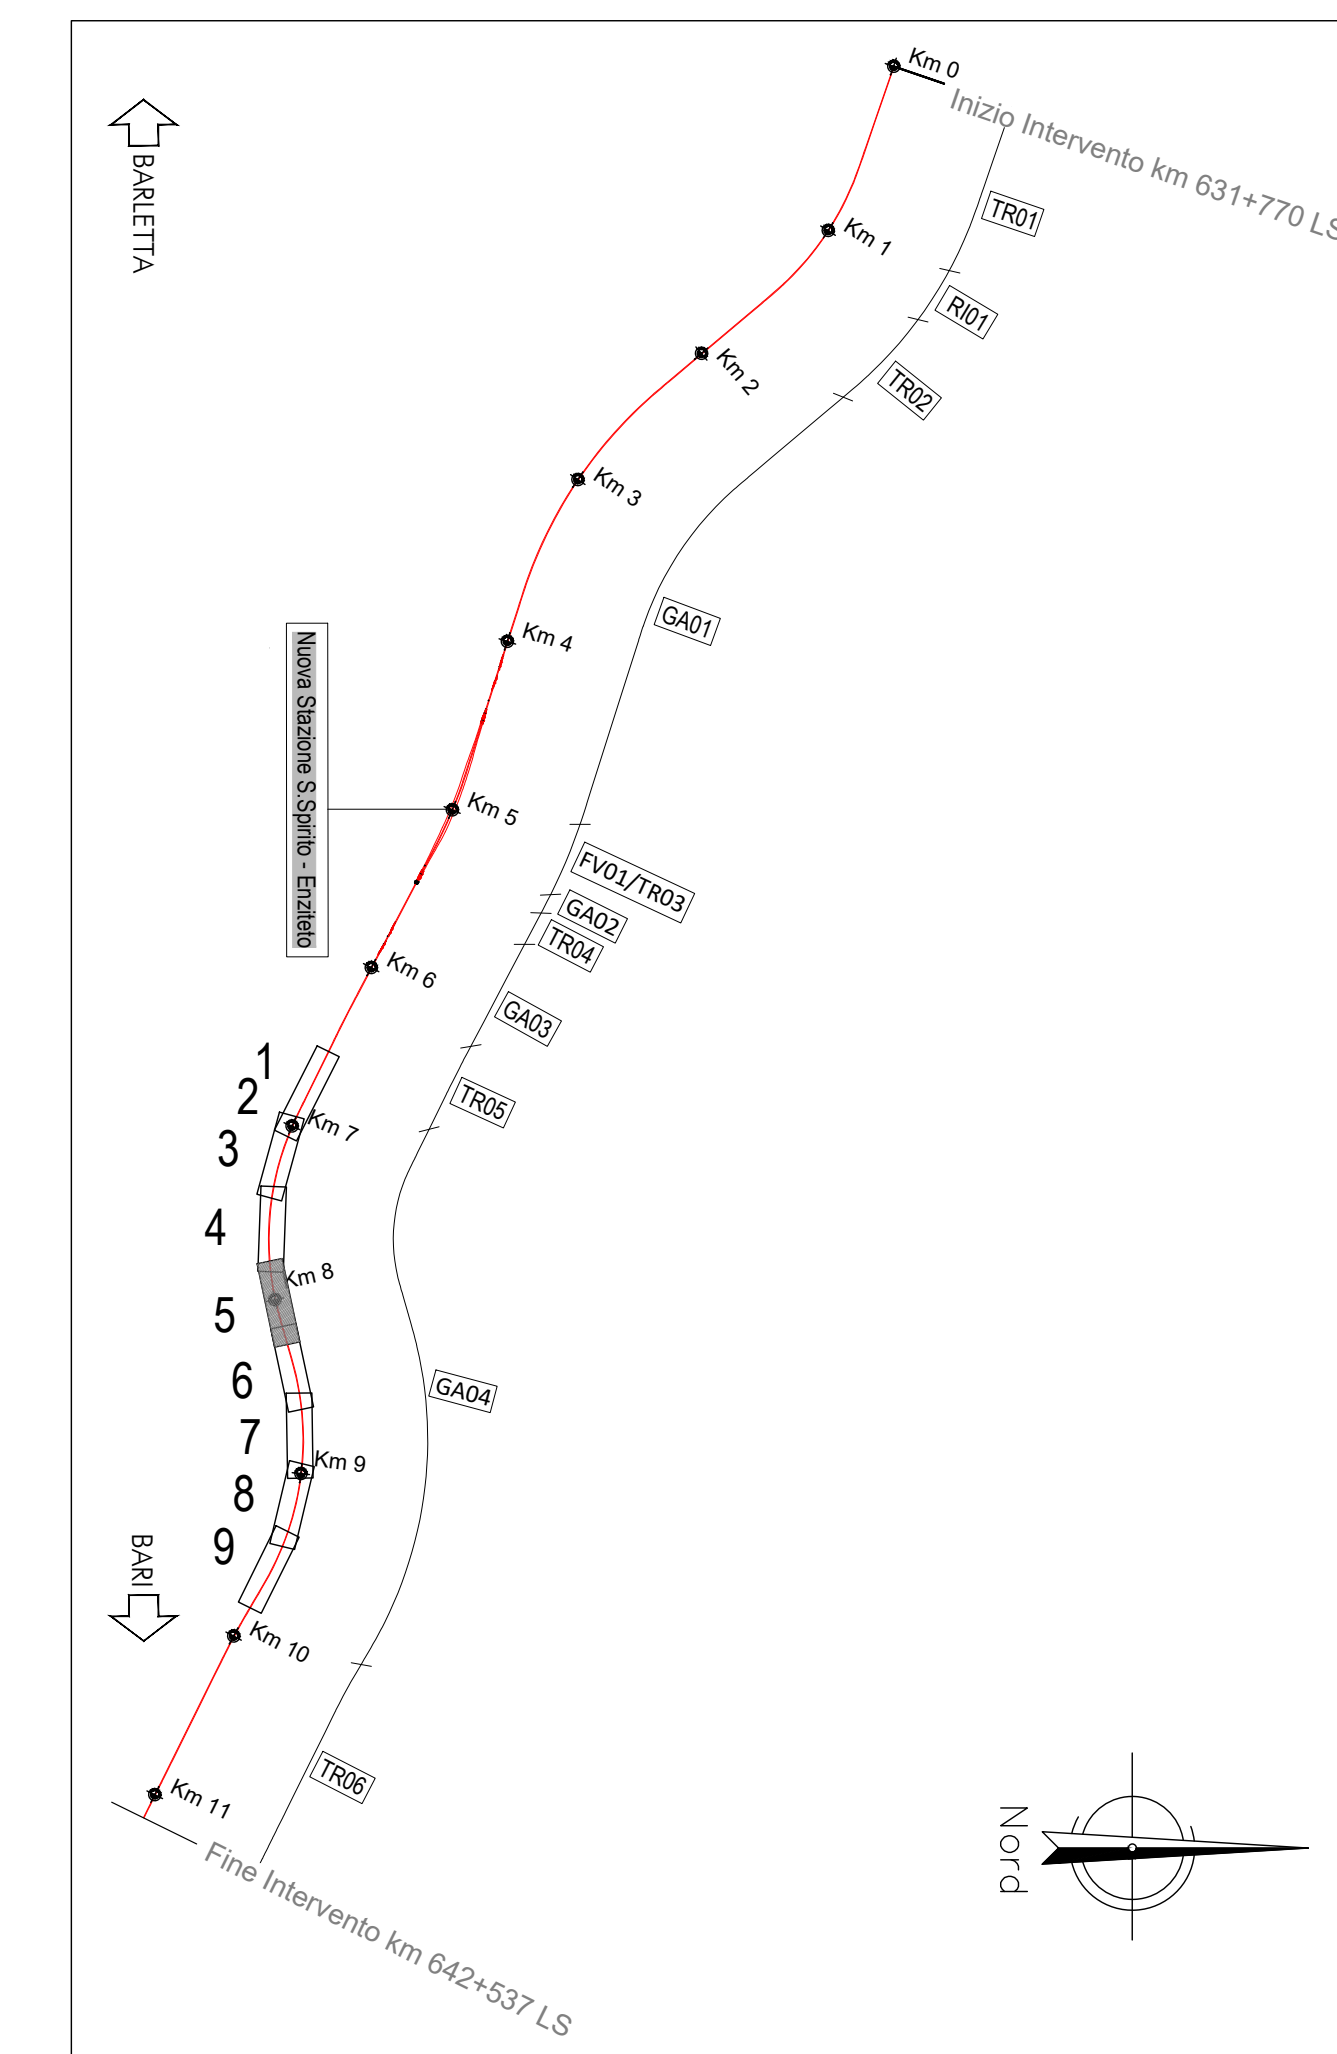 Km 0
Inizio Intervento km 631+770 LS
BARLETTA
TR01
Km 1
RI01
Km 2
TR02
Km 3
GA01
Km 4
Nuova Stazione S.Spirito - Enziteto
Km 5
FV01/TR03
GA02
TR04
Km 6
GA03
1
2
TR05
Km 7
3
4
Km 8
5
6
GA04
7
Km 9
8
9
BARI
Km 10
TR06
Km 11
Nord
Fine Intervento km 642+537 LS